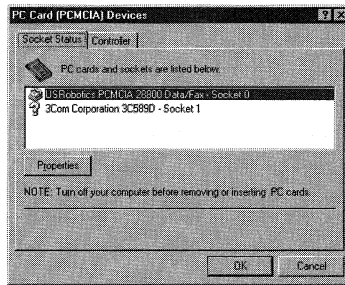 PC Card (PCMCIA) Devices
Socket Status Controller
PC cards and sockets are listed below.
USRobotics PCMCIA 28800 Data/Fax - Socket 0
3Com Corporation 3C589D - Socket 1
Properties
NOTE: Turn off your computer before removing or inserting PC cards.
OK Cancel